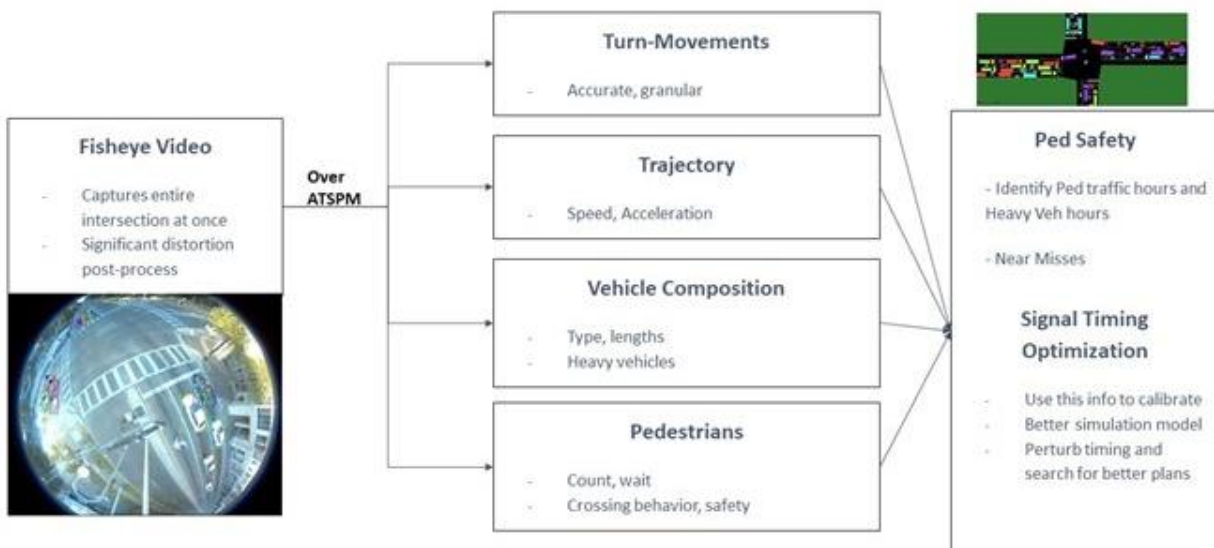 Fisheye Video
- Captures entire
intersection at once
- Significant distortion
post-process
Over
ATSPM
Turn-Movements
- Accurate, granular
Trajectory
- Speed, Acceleration
Vehicle Composition
- Type, lengths
- Heavy vehicles
Pedestrians
- Count, wait
- Crossing behavior, safety
Ped Safety
- Identify Ped traffic hours and
Heavy Veh hours
- Near Misses
Signal Timing
Optimization
- Use this info to calibrate
- Better simulation model
- Perturb timing and
search for better plans